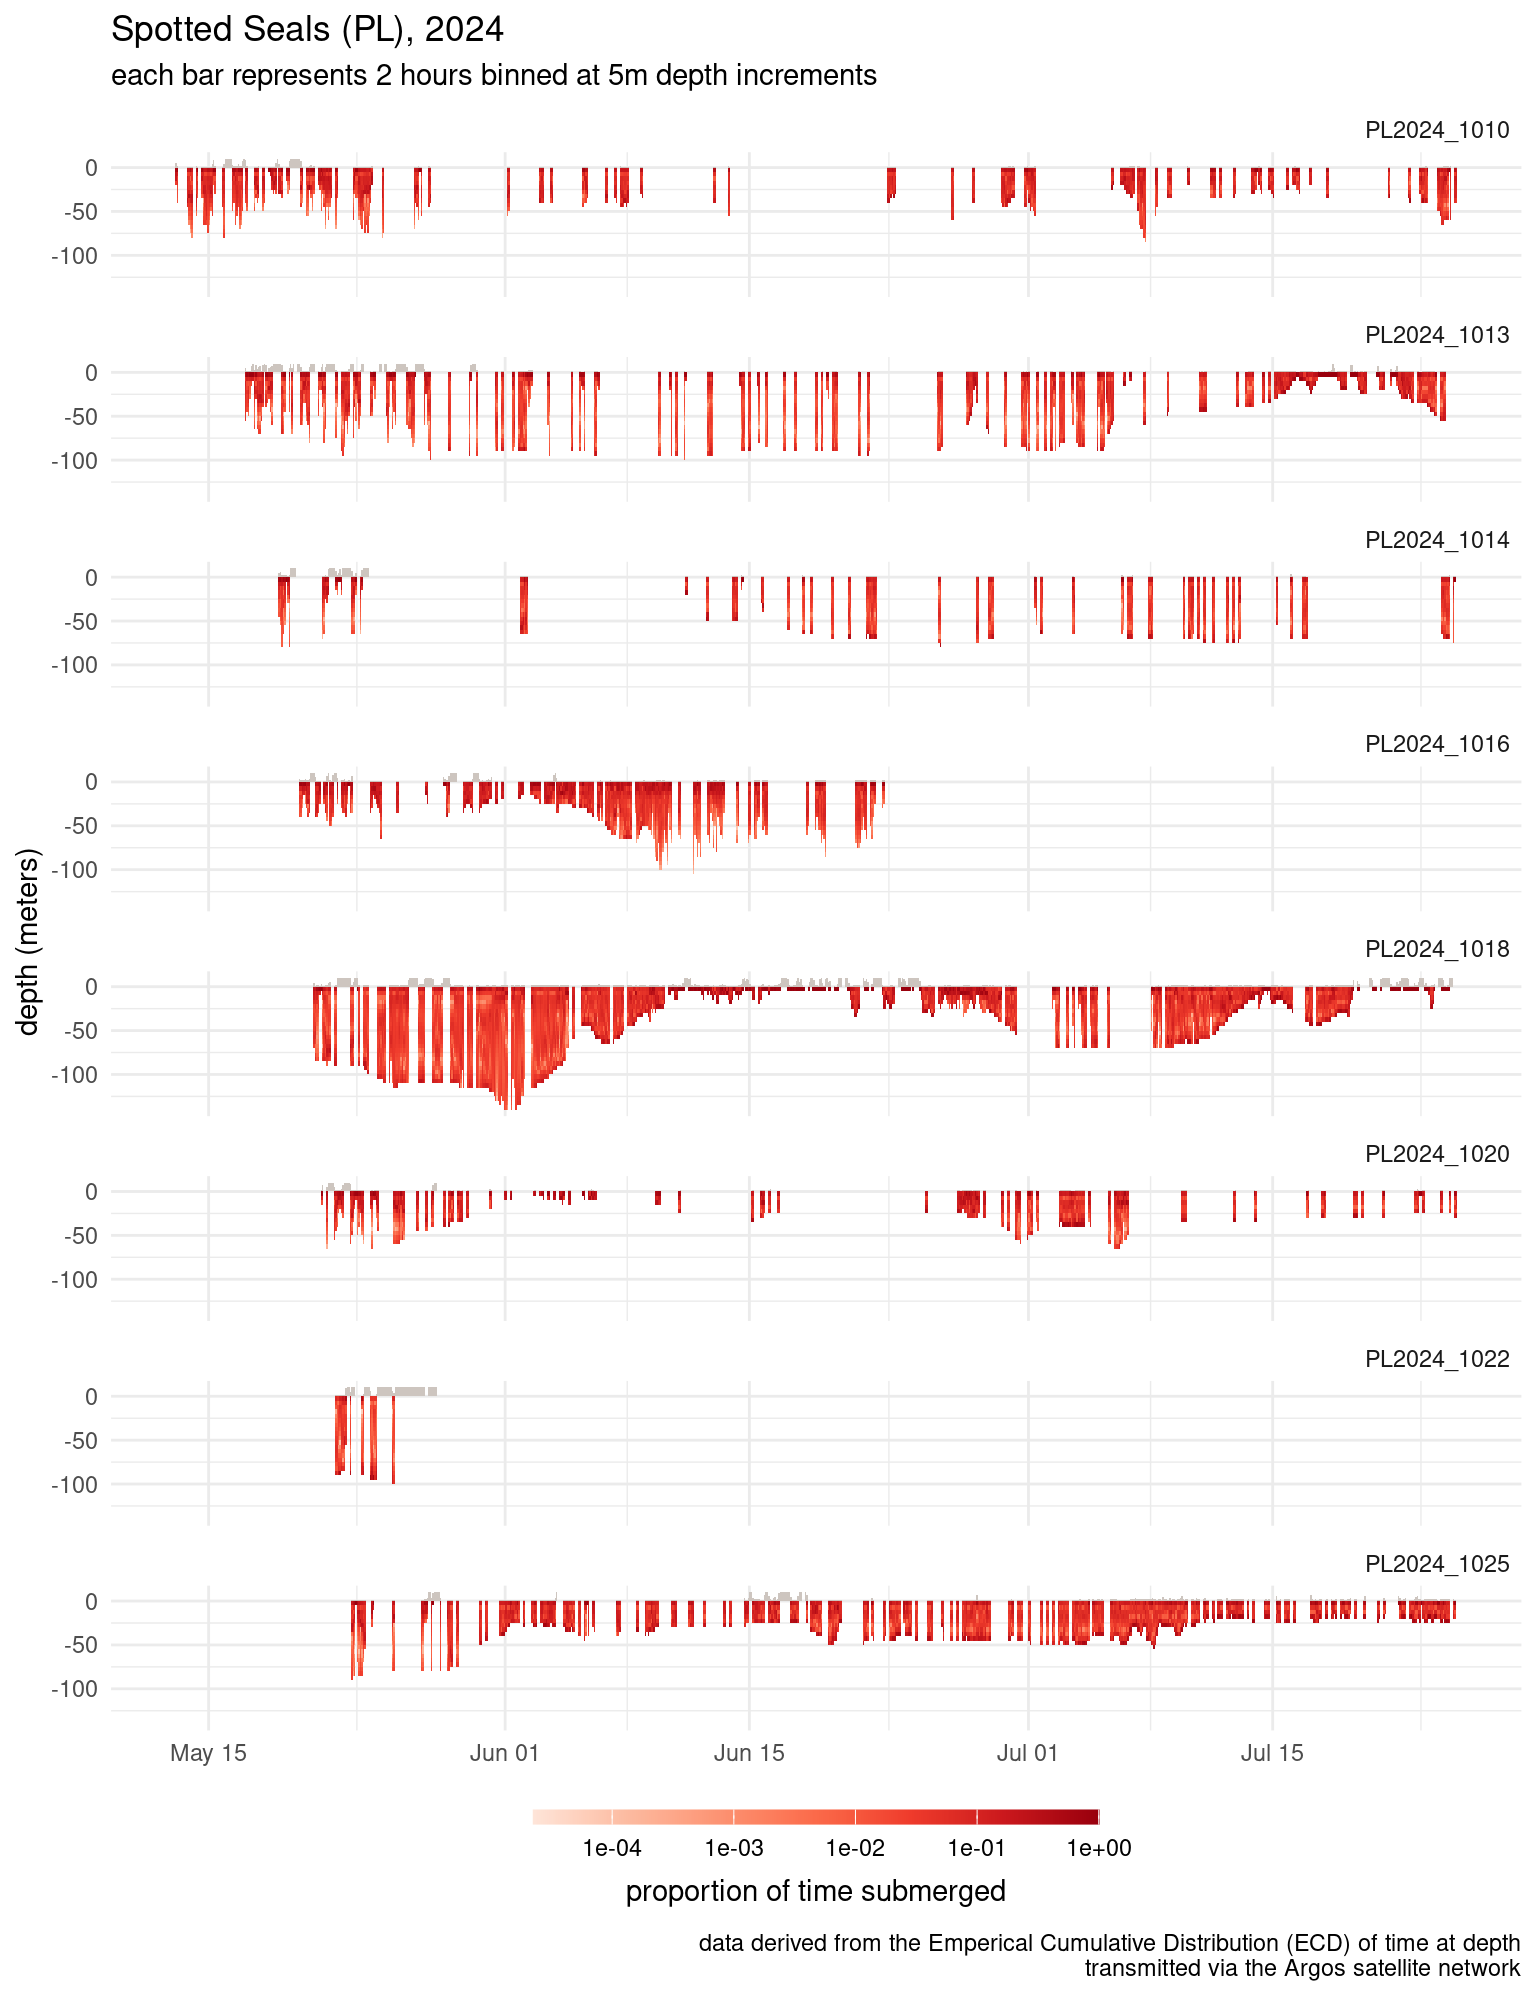 Spotted Seals (PL), 2024
each bar represents 2 hours binned at 5m depth increments
PL2024_1010
0
-50
-100
PL2024_1013
0
-50
-100
PL2024_1014
0
-50
-100
PL2024_1016
0
-50
-100
PL2024_1018
0
-50
-100
PL2024_1020
0
-50
-100
PL2024_1022
0
-50
-100
PL2024_1025
0
-50
-100
depth (meters)
May 15 Jun 01 Jun 15 Jul 01 Jul 15
1e-04 1e-03 1e-02 1e-01 1e+00
proportion of time submerged
data derived from the Emperical Cumulative Distribution (ECD) of time at depth
transmitted via the Argos satellite network